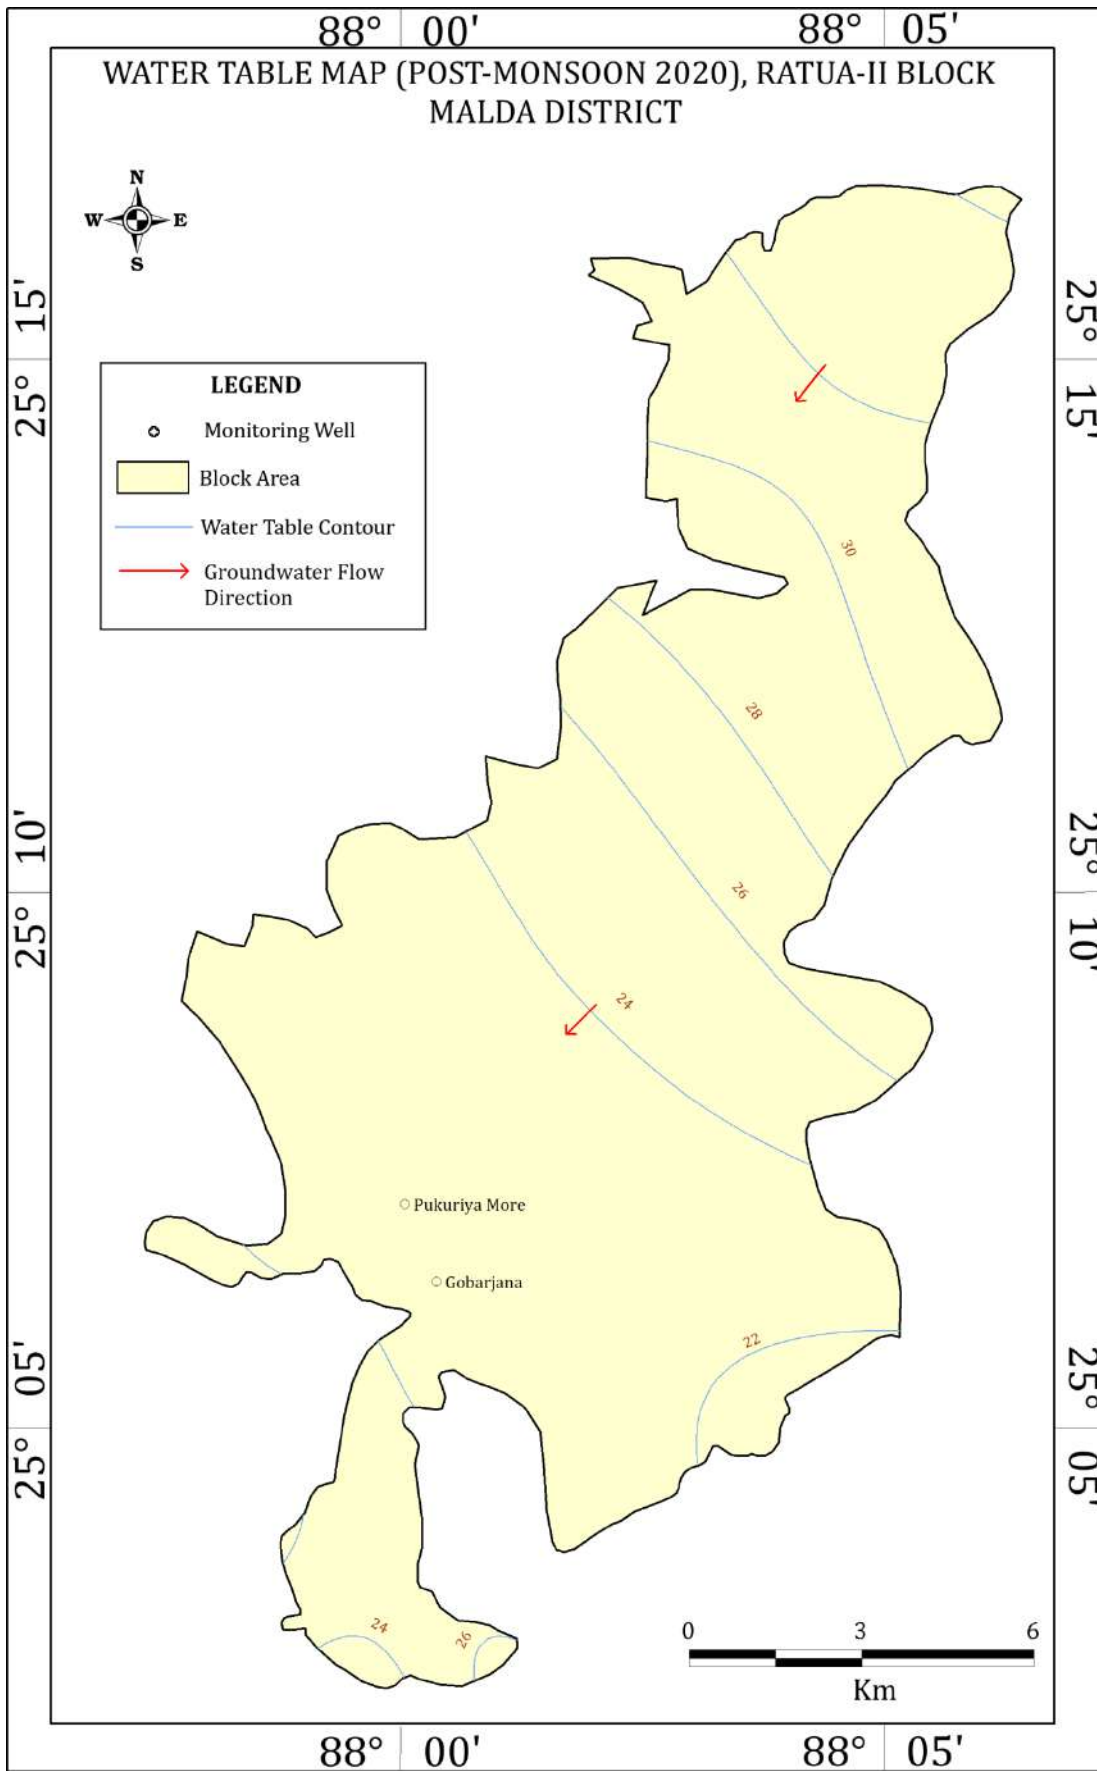 88° 00' 88° 05'
WATER TABLE MAP (POST-MONSOON 2020), RATUA-II BLOCK
MALDA DISTRICT
N
W E
S
25° 15'
25° 15'
LEGEND
Monitoring Well
Block Area
Water Table Contour
Groundwater Flow
Direction
30
28
25° 10'
25° 10'
26
24
Pukuriya More
Gobarjana
22
25° 05'
25° 05'
24
26
0 3 6
Km
88° 00' 88° 05'